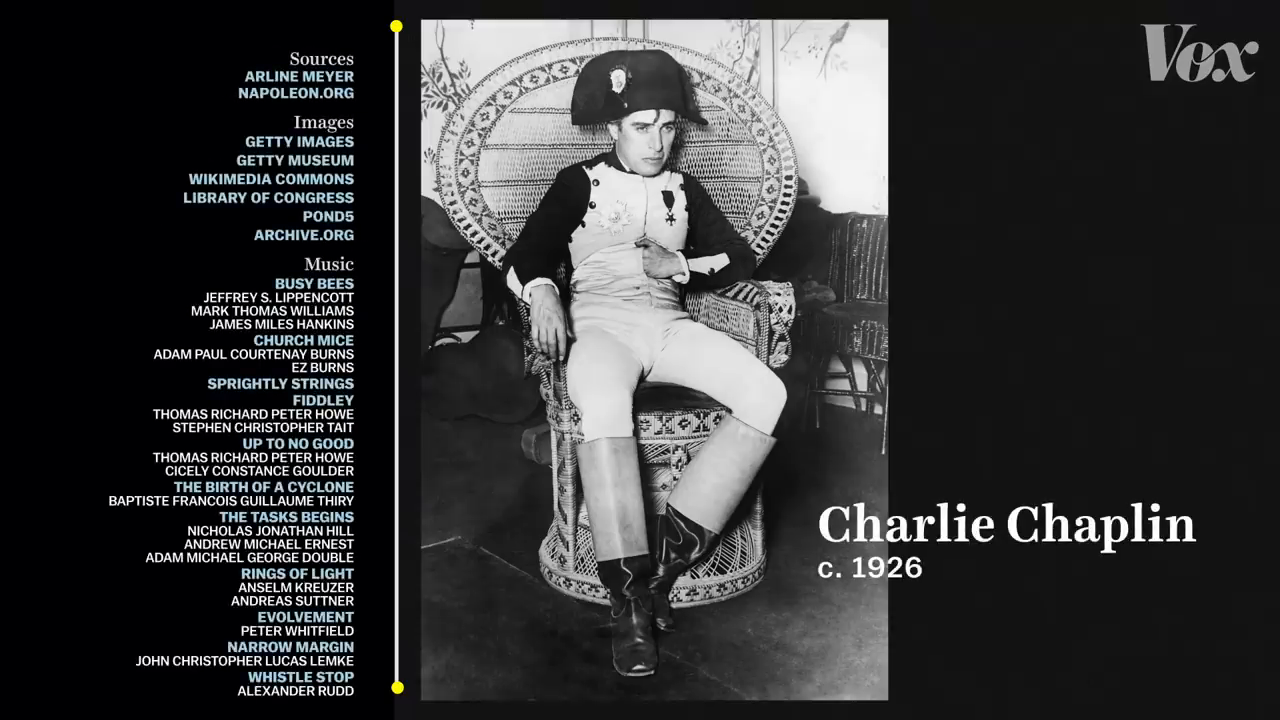 Sources
ARLINE MEYER
NAPOLEON.ORG
Images
GETTY IMAGES
GETTY MUSEUM
WIKIMEDIA COMMONS
LIBRARY OF CONGRESS
POND5
ARCHIVE.ORG
Music
BUSY BEES
JEFFREY S. LIPPENCOTT
MARK THOMAS WILLIAMS
JAMES MILES HANKINS
CHURCH MICE
ADAM PAUL COURTENAY BURNS
EZ BURNS
SPRIGHTLY STRINGS
FIDDLEY
THOMAS RICHARD PETER HOWE
STEPHEN CHRISTOPHER TAIT
UP TO NO GOOD
THOMAS RICHARD PETER HOWE
CICELY CONSTANCE GOULDER
THE BIRTH OF A CYCLONE
BAPTISTE FRANCOIS GUILLAUME THIRY
THE TASKS BEGINS
NICHOLAS JONATHAN HILL
ANDREW MICHAEL ERNEST
ADAM MICHAEL GEORGE DOUBLE
RINGS OF LIGHT
ANSELM KREUZER
ANDREAS SUTTNER
EVOLVEMENT
PETER WHITFIELD
NARROW MARGIN
JOHN CHRISTOPHER LUCAS LEMKE
WHISTLE STOP
ALEXANDER RUDD
Vox
Charlie Chaplin
c. 1926